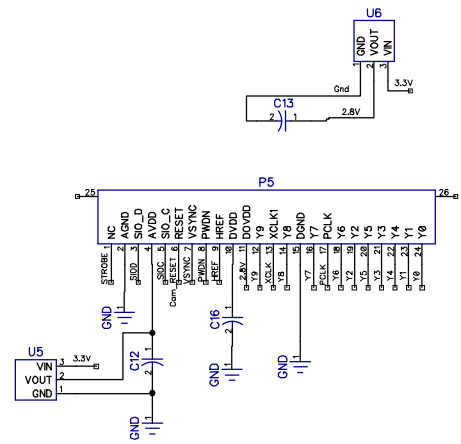 U6
GND
VOUT
VIN
1
2
3
Gnd
3.3V
C13
2
1
2.8V
P5
25
26
NC
AGND
SIO_D
AVDD
SIO_C
RESET
VSYNC
PWDN
HREF
DVDD
DOVDD
Y9
XCLK1
Y8
DGND
Y7
PCLK
Y6
Y2
Y5
Y3
Y4
Y1
Y0
1
2
3
4
5
6
7
8
9
10
11
12
13
14
15
16
17
18
19
20
21
22
23
24
STROBE
SIOD
SIOC
Cam_RESET
VSYNC
PWDN
HREF
2.8V
Y9
XCLK
Y8
Y7
PCLK
Y6
Y2
Y5
Y3
Y4
Y1
Y0
GND
C16
1
2
GND
GND
U5
VIN 3 3.3V
VOUT 2
GND 1
C12
1
2
GND